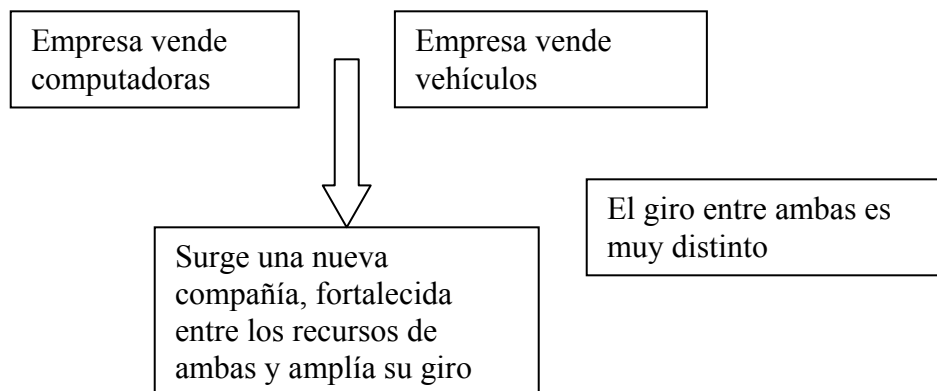 Empresa vende
computadoras
Empresa vende
vehículos
El giro entre ambas es
muy distinto
Surge una nueva
compañía, fortalecida
entre los recursos de
ambas y amplía su giro